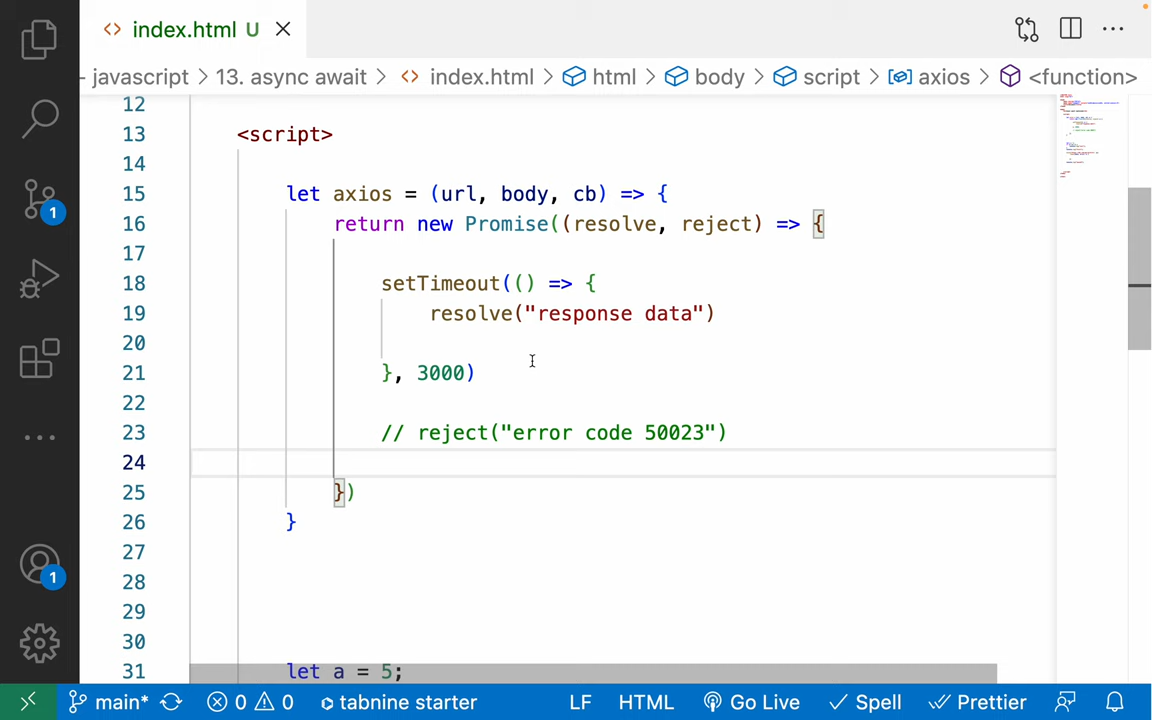 <> index.html U
- javascript > 13. async await > <> index.html > html > body > script > axios > <function>
12
13 <script>
14
15 let axios = (url, body, cb) => {
16 return new Promise((resolve, reject) => {
17
18 setTimeout(() => {
19 resolve("response data")
20
21 }, 3000)
22
23 // reject("error code 50023")
24
25 })
26 }
27
28
29
30
31 let a = 5;
1
1
main* 0 0 tabnine starter LF HTML Go Live Spell Prettier